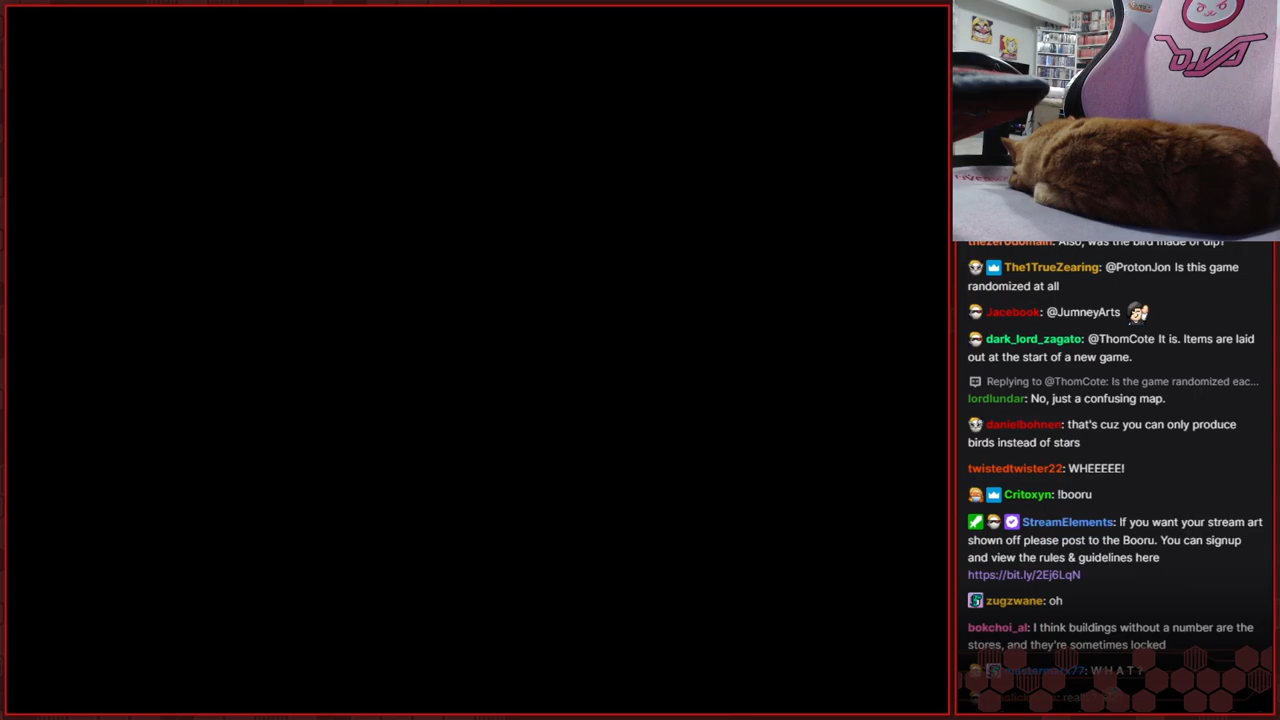 D.VA
thezerodomain: Also, was the bird made of dip?
The1TrueZearing: @ProtonJon Is this game
randomized at all
Jacebook: @JumneyArts
dark_lord_zagato: @ThomCote It is. Items are laid
out at the start of a new game.
Replying to @ThomCote: Is the game randomized eac...
lordlundar: No, just a confusing map.
danielbohnen: that's cuz you can only produce
birds instead of stars
twistedtwister22: WHEEEEE!
Critoxyn: !booru
StreamElements: If you want your stream art
shown off please post to the Booru. You can signup
and view the rules & guidelines here
https://bit.ly/2Ej6LqN
zugzwane: oh
bokchoi_al: I think buildings without a number are the
stores, and they're sometimes locked
W H A T ?